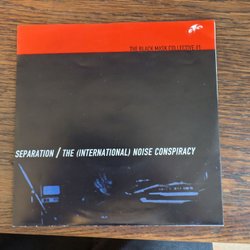 THE BLACK MASK COLLECTIVE #1
SEPARATION / THE (INTERNATIONAL) NOISE CONSPIRACY